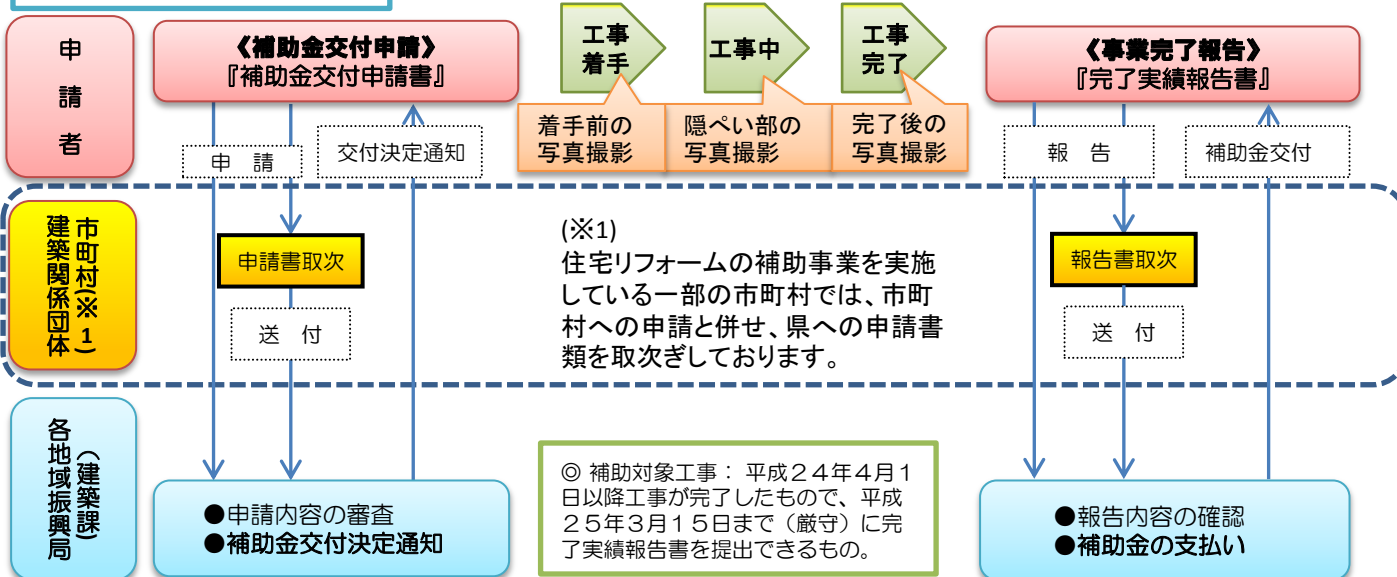 申請者
《補助金交付申請》
『補助金交付申請書』
工事
着手
工事中
工事
完了
《事業完了報告》
『完了実績報告書』
着手前の
写真撮影
隠ぺい部の
写真撮影
完了後の
写真撮影
申　請
交付決定通知
報　告
補助金交付
市町村(※1)
建築関係団体
申請書取次
送　付
(※1)
住宅リフォームの補助事業を実施
している一部の市町村では、市町
村への申請と併せ、県への申請書
類を取次ぎしております。
報告書取次
送　付
各地域振興局
（建築課）
●申請内容の審査
●補助金交付決定通知
◎ 補助対象工事： 平成２４年４月１
日以降工事が完了したもので、平成
２５年３月１５日まで（厳守）に完
了実績報告書を提出できるもの。
●報告内容の確認
●補助金の支払い